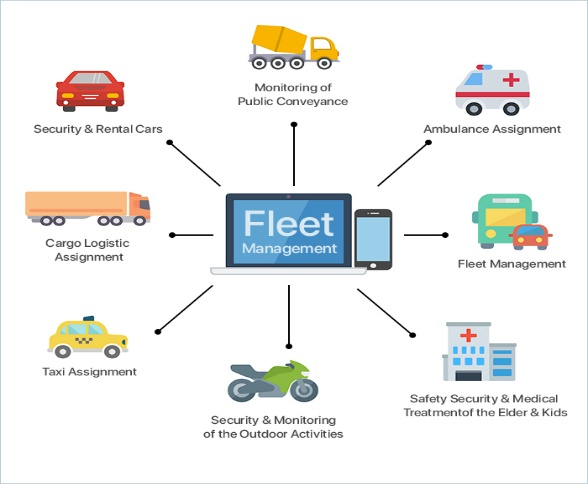 Monitoring of
Public Conveyance
Security & Rental Cars
Ambulance Assignment
Fleet
Management
Cargo Logistic
Assignment
Fleet Management
Taxi Assignment
Security & Monitoring
of the Outdoor Activities
Safety Security & Medical
Treatmentof the Elder & Kids